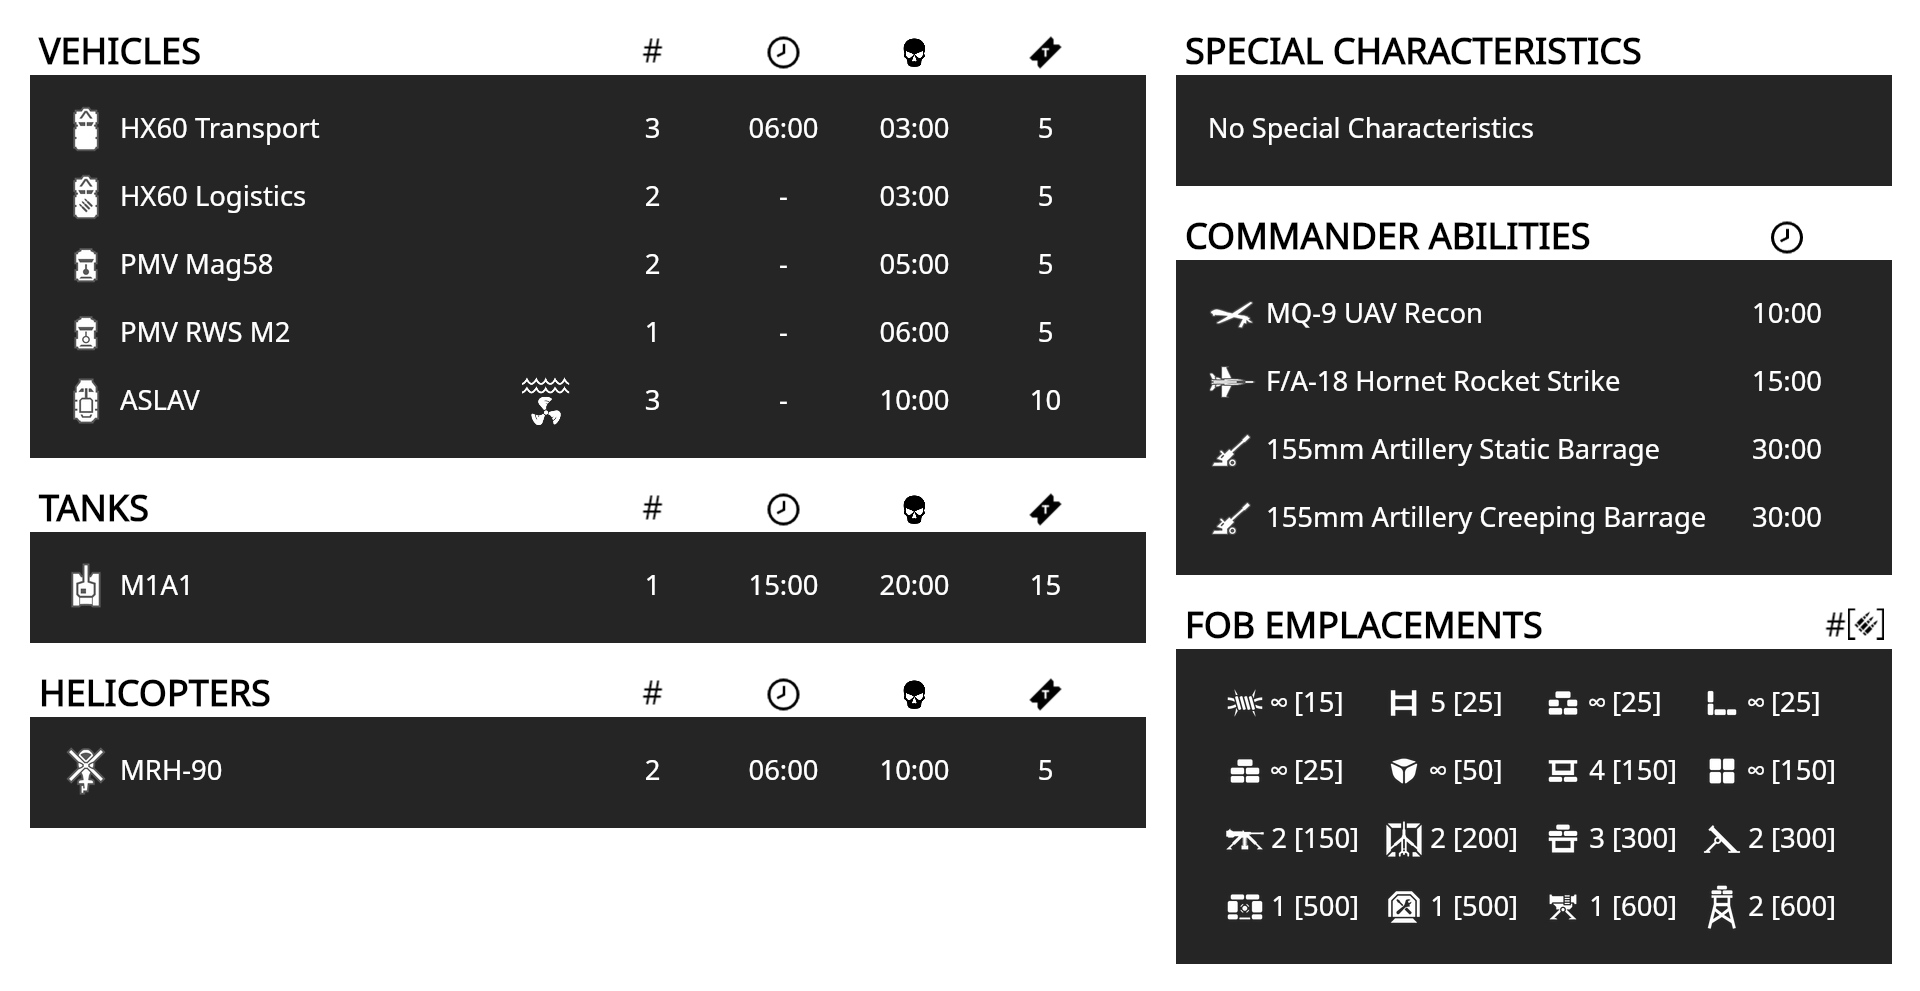 VEHICLES #
HX60 Transport 3 06:00 03:00 5
HX60 Logistics 2 - 03:00 5
PMV Mag58 2 - 05:00 5
PMV RWS M2 1 - 06:00 5
ASLAV 3 - 10:00 10
TANKS # T
M1A1 1 15:00 20:00 15
HELICOPTERS # T
MRH-90 2 06:00 10:00 5
SPECIAL CHARACTERISTICS
No Special Characteristics
COMMANDER ABILITIES
MQ-9 UAV Recon 10:00
F/A-18 Hornet Rocket Strike 15:00
155mm Artillery Static Barrage 30:00
155mm Artillery Creeping Barrage 30:00
FOB EMPLACEMENTS #[ ]
∞ [15] 5 [25] ∞ [25] ∞ [25]
∞ [25] ∞ [50] 4 [150] ∞ [150]
2 [150] 2 [200] 3 [300] 2 [300]
1 [500] 1 [500] 1 [600] 2 [600]